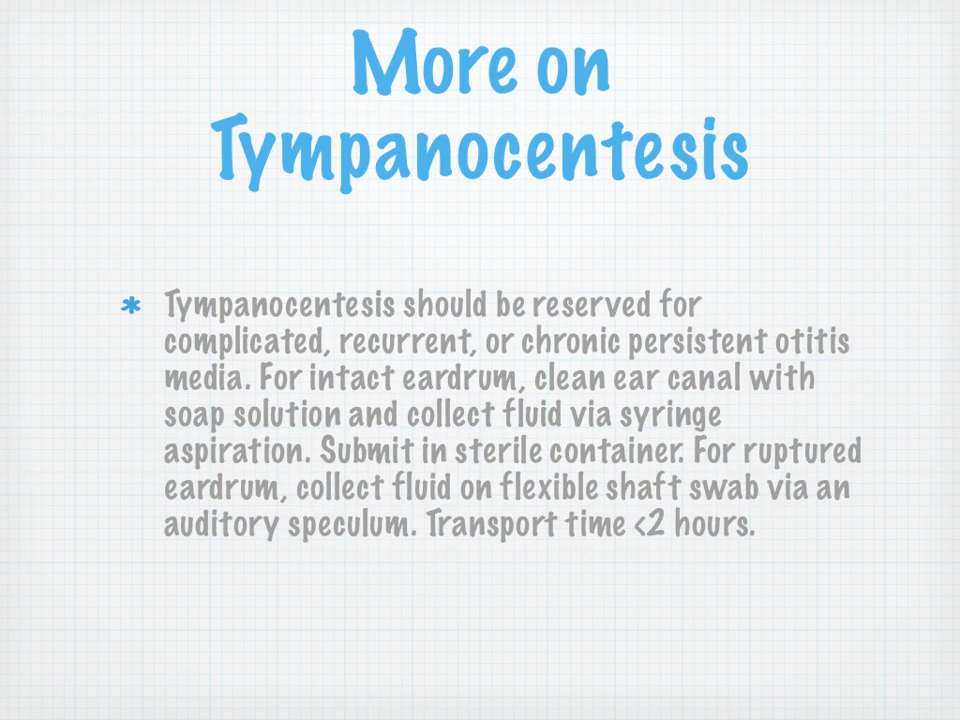 More on
Tympanocentesis
* Tympanocentesis should be reserved for
complicated, recurrent, or chronic persistent otitis
media. For intact eardrum, clean ear canal with
soap solution and collect fluid via syringe
aspiration. Submit in sterile container. For ruptured
eardrum, collect fluid on flexible shaft swab via an
auditory speculum. Transport time <2 hours.